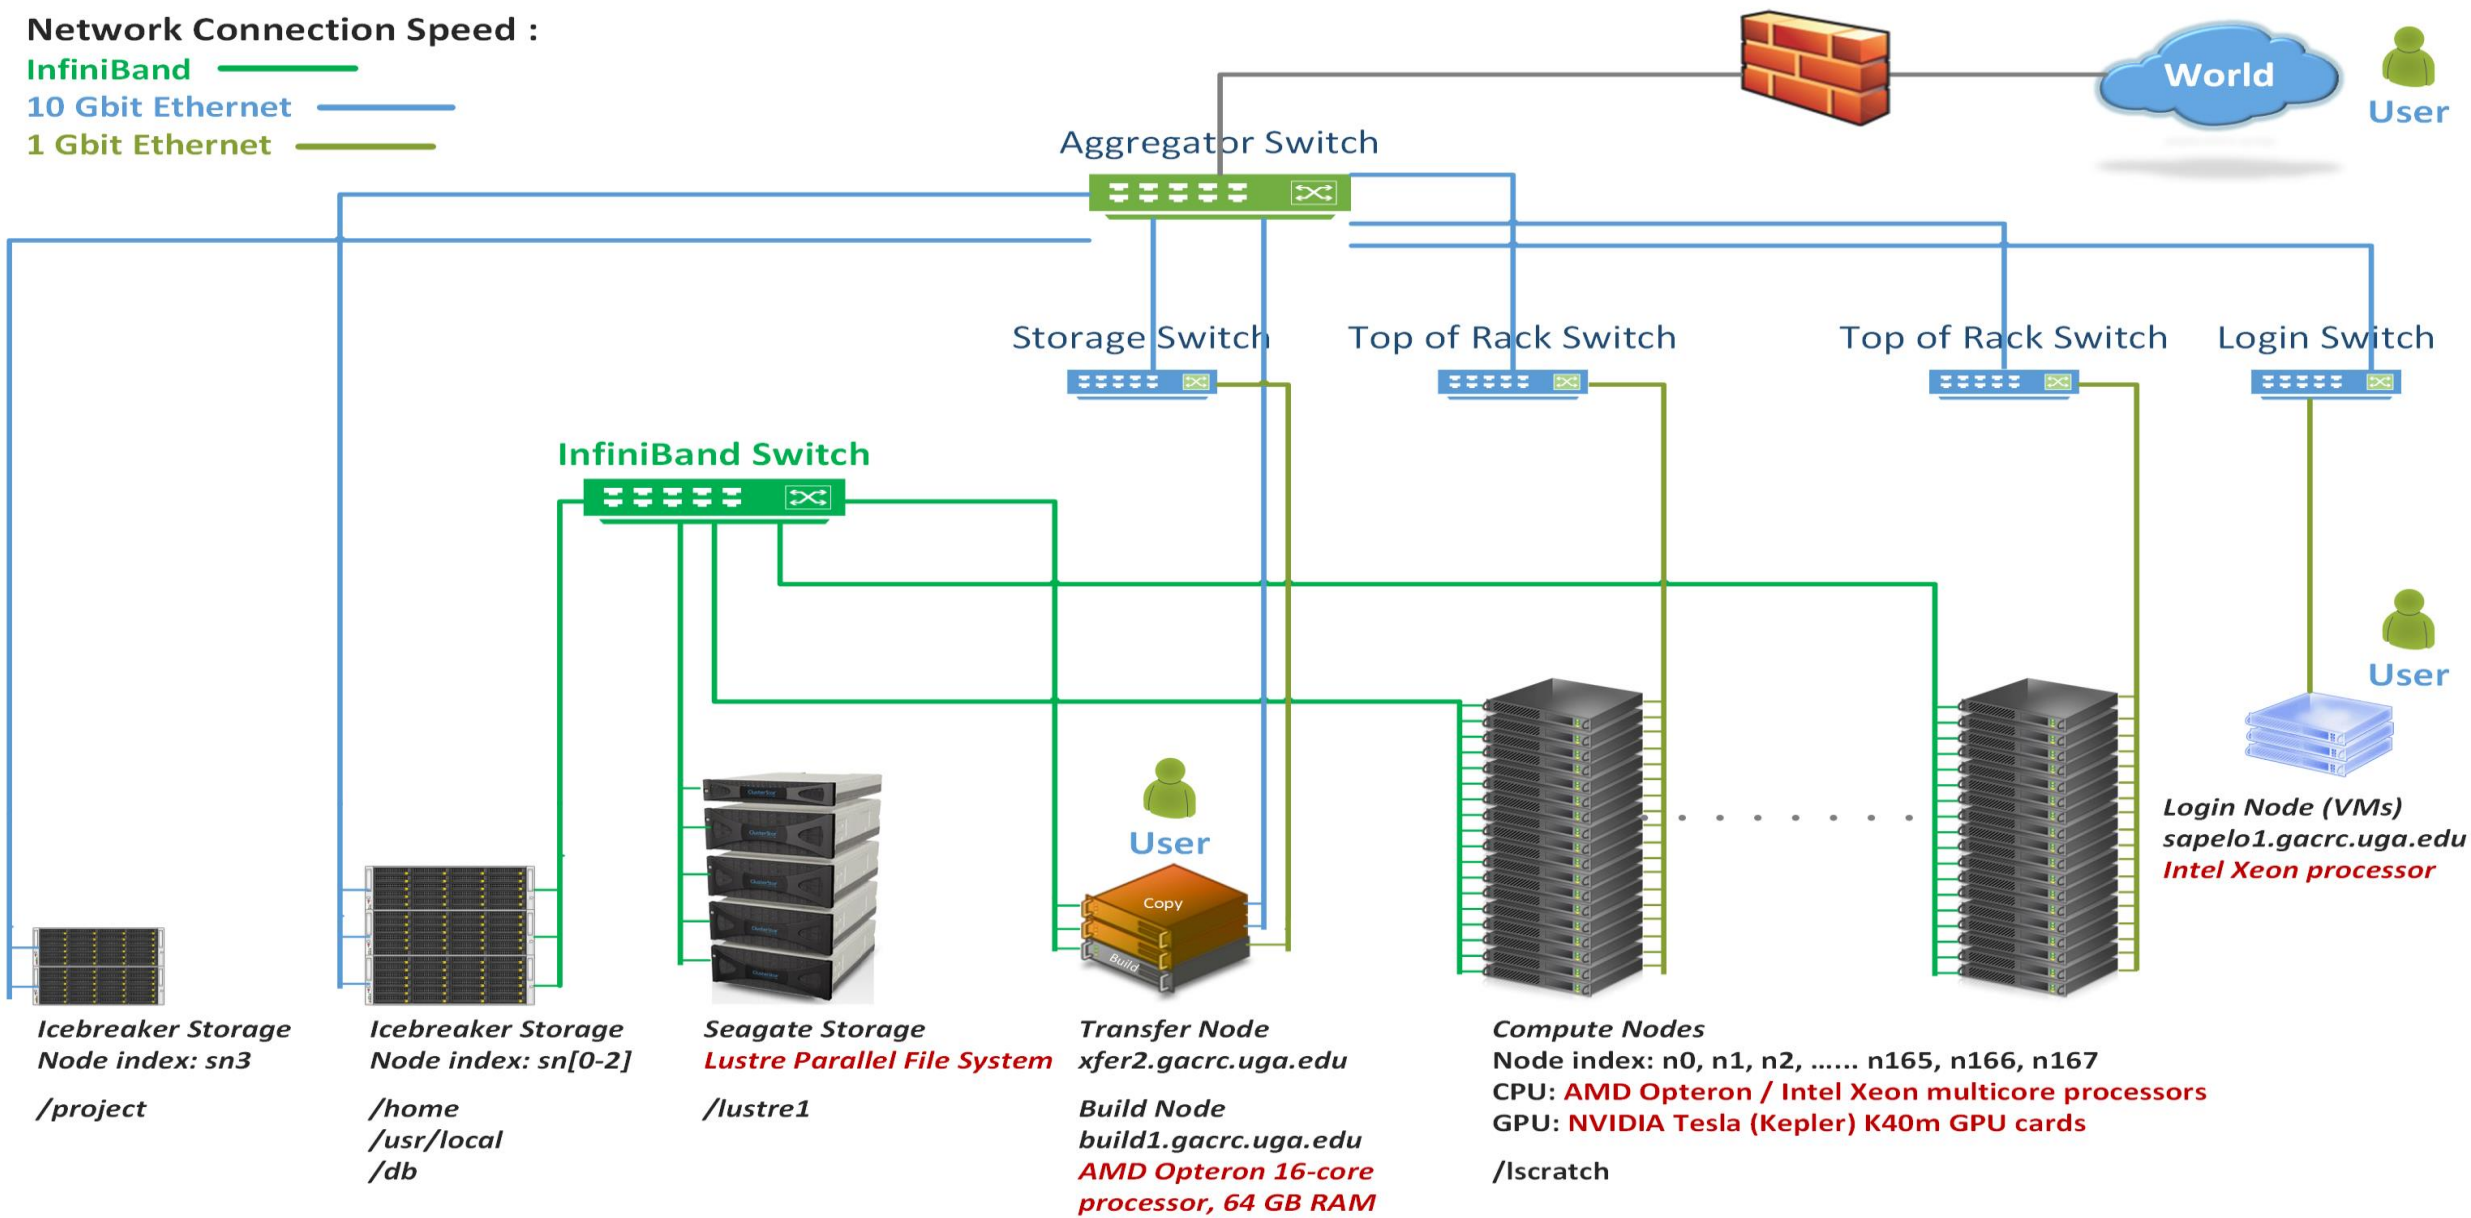 Network Connection Speed :
InfiniBand
10 Gbit Ethernet
1 Gbit Ethernet
World
User
Aggregator Switch
Storage Switch
Top of Rack Switch
Top of Rack Switch
Login Switch
InfiniBand Switch
User
User
Copy
Build
Login Node (VMs)
sapelo1.gacrc.uga.edu
Intel Xeon processor
Icebreaker Storage
Node index: sn3
/project
Icebreaker Storage
Node index: sn[0-2]
/home
/usr/local
/db
Seagate Storage
Lustre Parallel File System
/lustre1
Transfer Node
xfer2.gacrc.uga.edu
Build Node
build1.gacrc.uga.edu
AMD Opteron 16-core
processor, 64 GB RAM
Compute Nodes
Node index: n0, n1, n2, …... n165, n166, n167
CPU: AMD Opteron / Intel Xeon multicore processors
GPU: NVIDIA Tesla (Kepler) K40m GPU cards
/lscratch